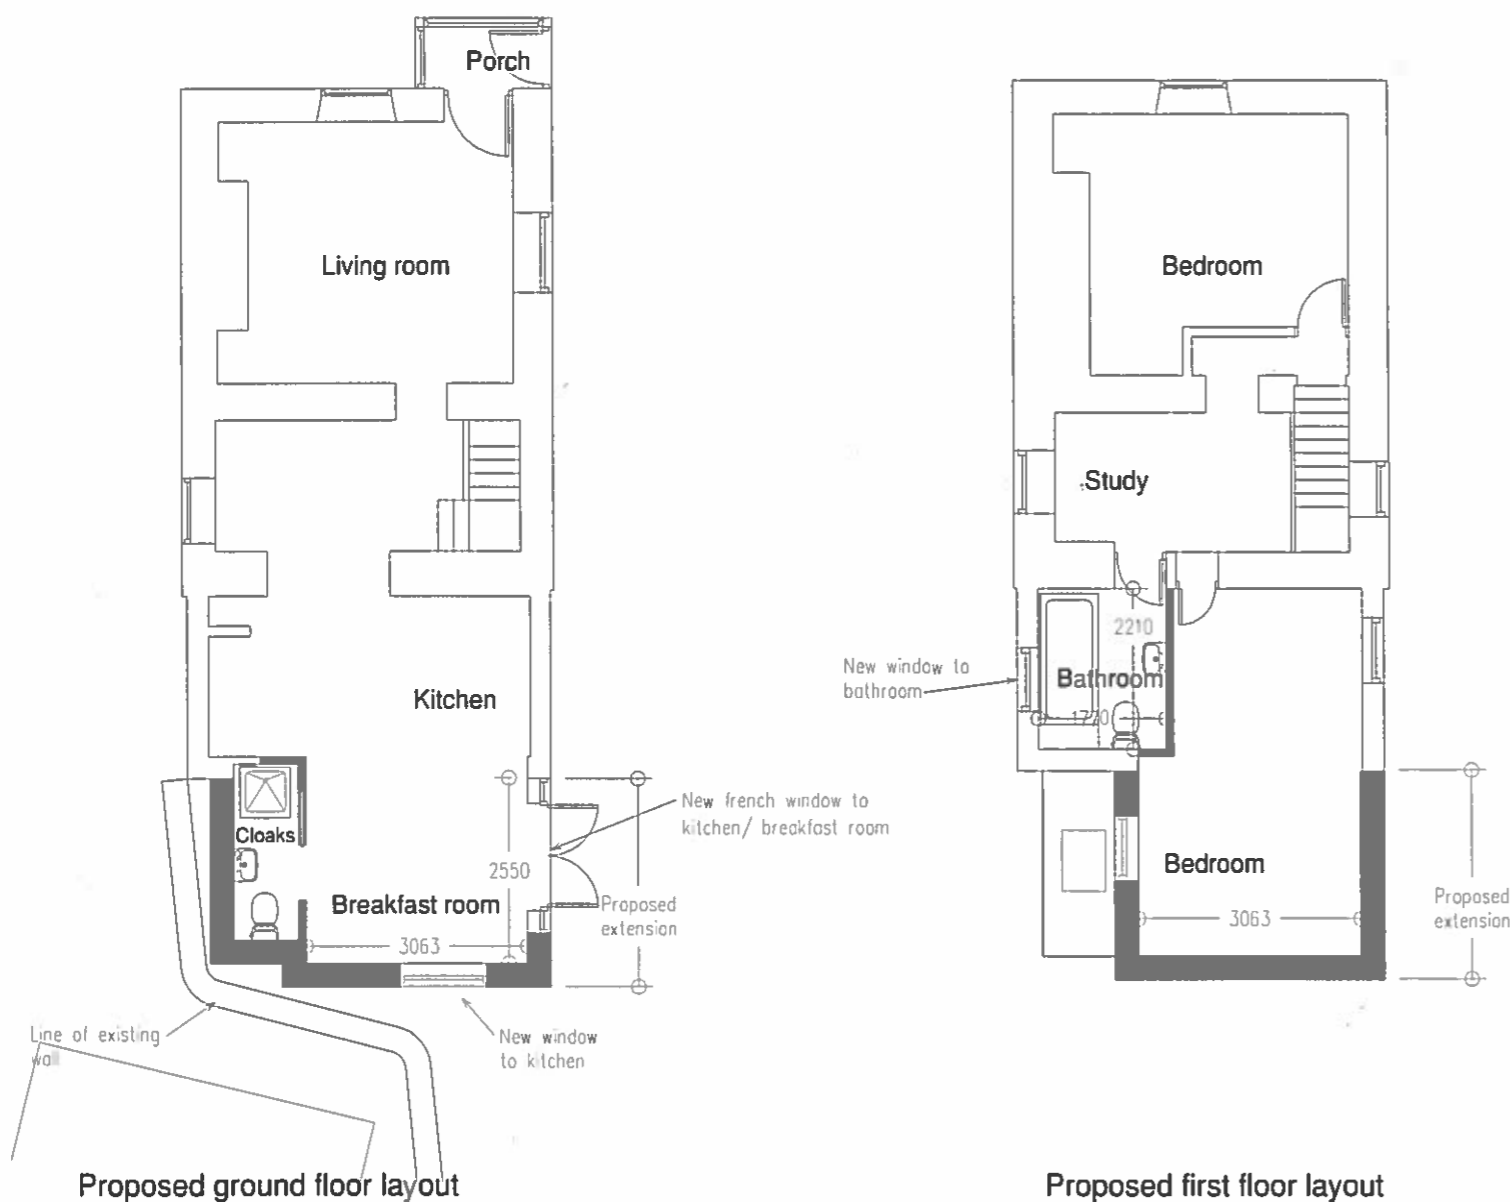 Porch
Living room
Kitchen
Cloaks
Breakfast room
2550
3063
Proposed
extension
New french window to
kitchen/ breakfast room
New window
to kitchen
Line of existing
wall
Proposed ground floor layout
Bedroom
Study
2210
Bathroom
New window to
bathroom
Bedroom
3063
Proposed
extension
Proposed first floor layout